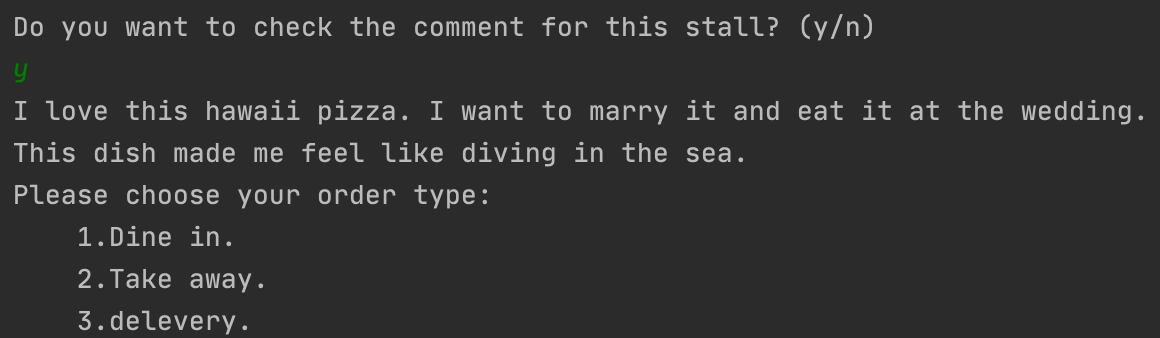 Do you want to check the comment for this stall? (y/n)
y
I love this hawaii pizza. I want to marry it and eat it at the wedding.
This dish made me feel like diving in the sea.
Please choose your order type:
1.Dine in.
2.Take away.
3.delevery.